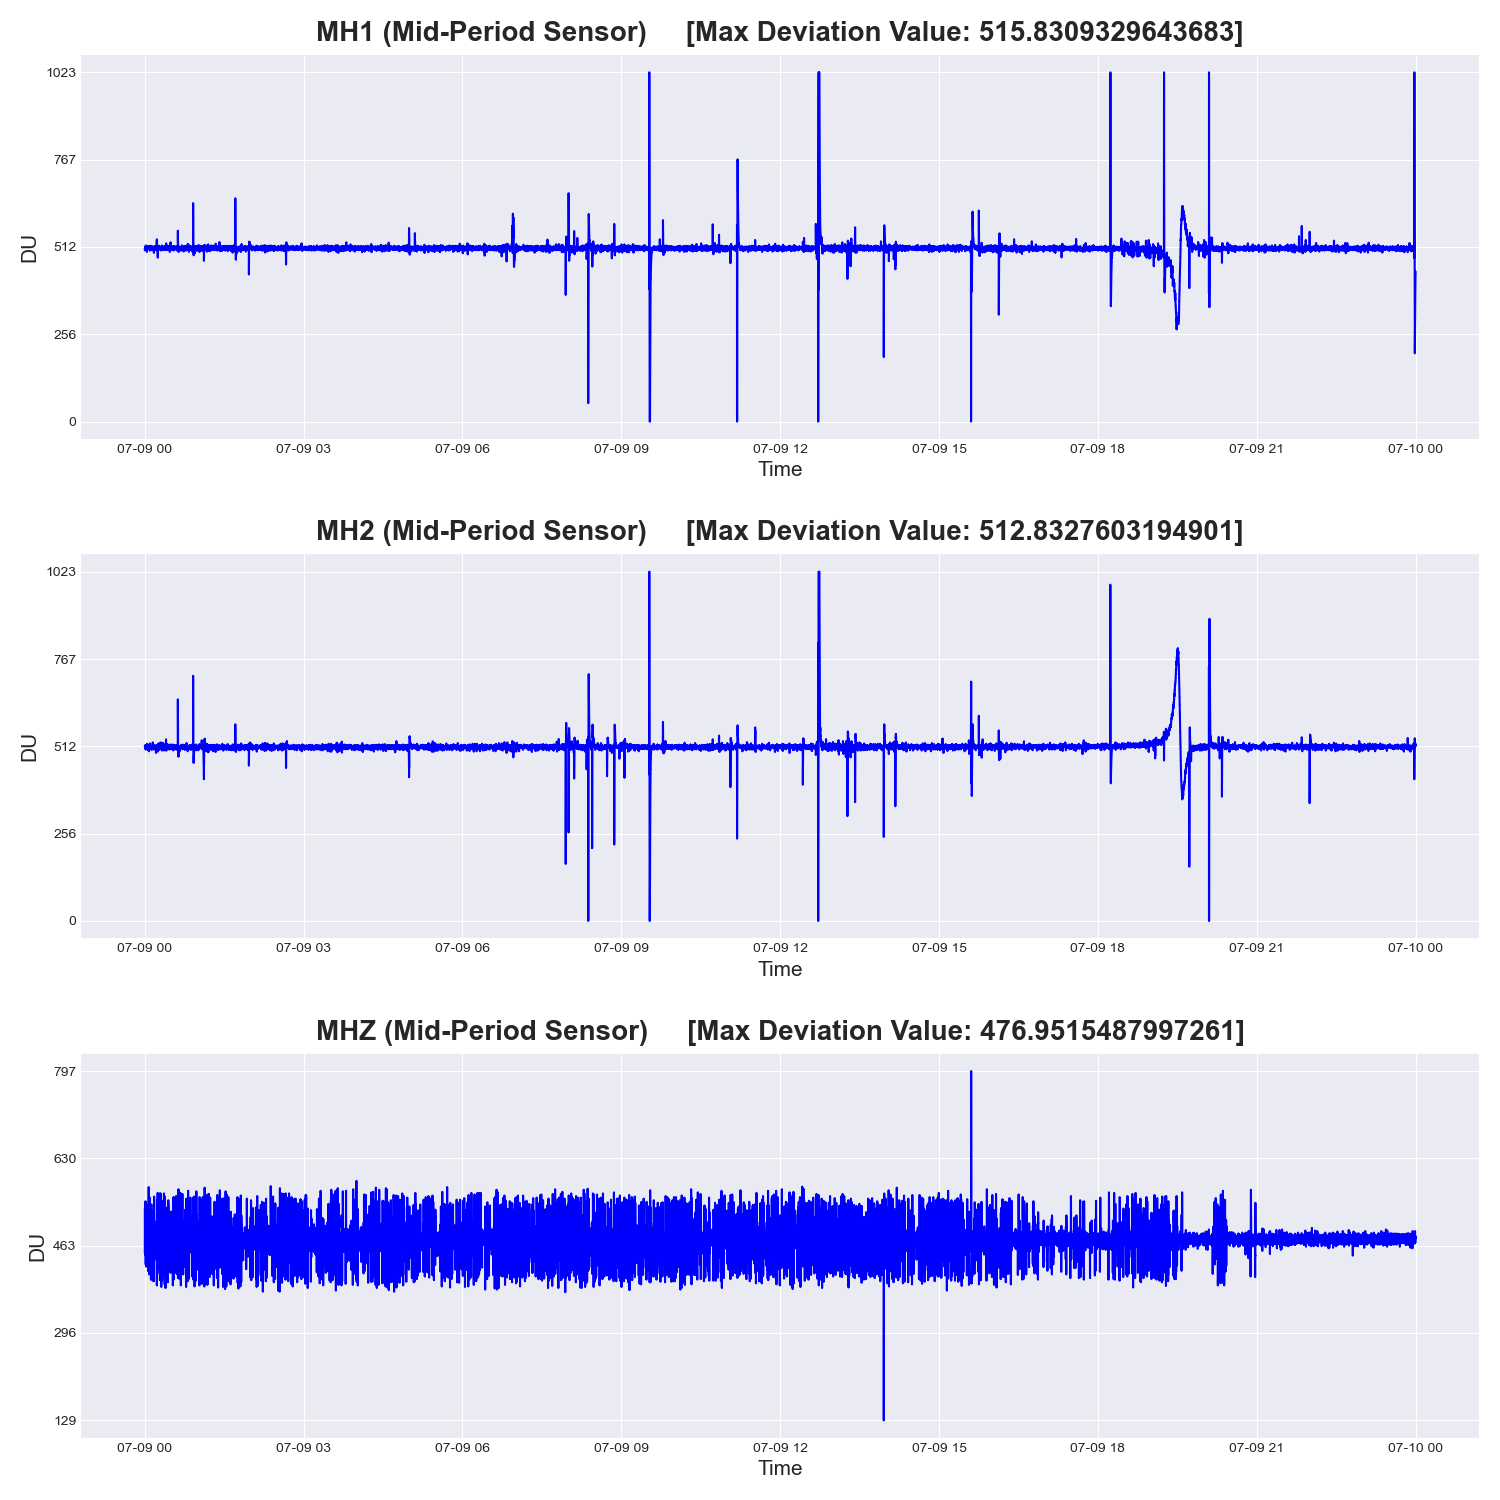 MH1 (Mid-Period Sensor) [Max Deviation Value: 515.8309329643683]
1023
767
512
256
0
DU
07-09 00 07-09 03 07-09 06 07-09 09 07-09 12 07-09 15 07-09 18 07-09 21 07-10 00
Time
MH2 (Mid-Period Sensor) [Max Deviation Value: 512.8327603194901]
1023
767
512
256
0
DU
07-09 00 07-09 03 07-09 06 07-09 09 07-09 12 07-09 15 07-09 18 07-09 21 07-10 00
Time
MHZ (Mid-Period Sensor) [Max Deviation Value: 476.9515487997261]
797
630
463
296
129
DU
07-09 00 07-09 03 07-09 06 07-09 09 07-09 12 07-09 15 07-09 18 07-09 21 07-10 00
Time